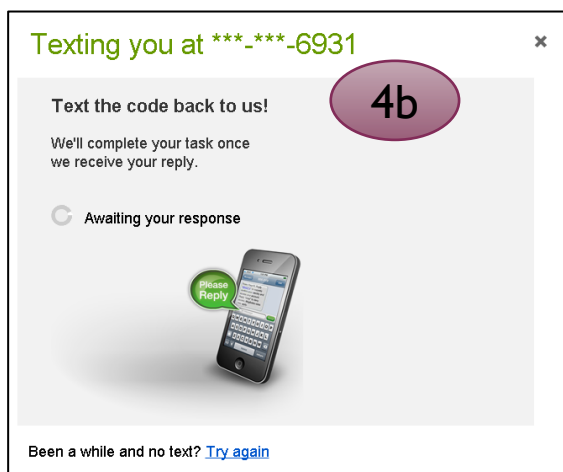 Texting you at ***-***-6931
4b
Text the code back to us!
We'll complete your task once
we receive your reply.
Awaiting your response
Please
Reply
Been a while and no text? Try again